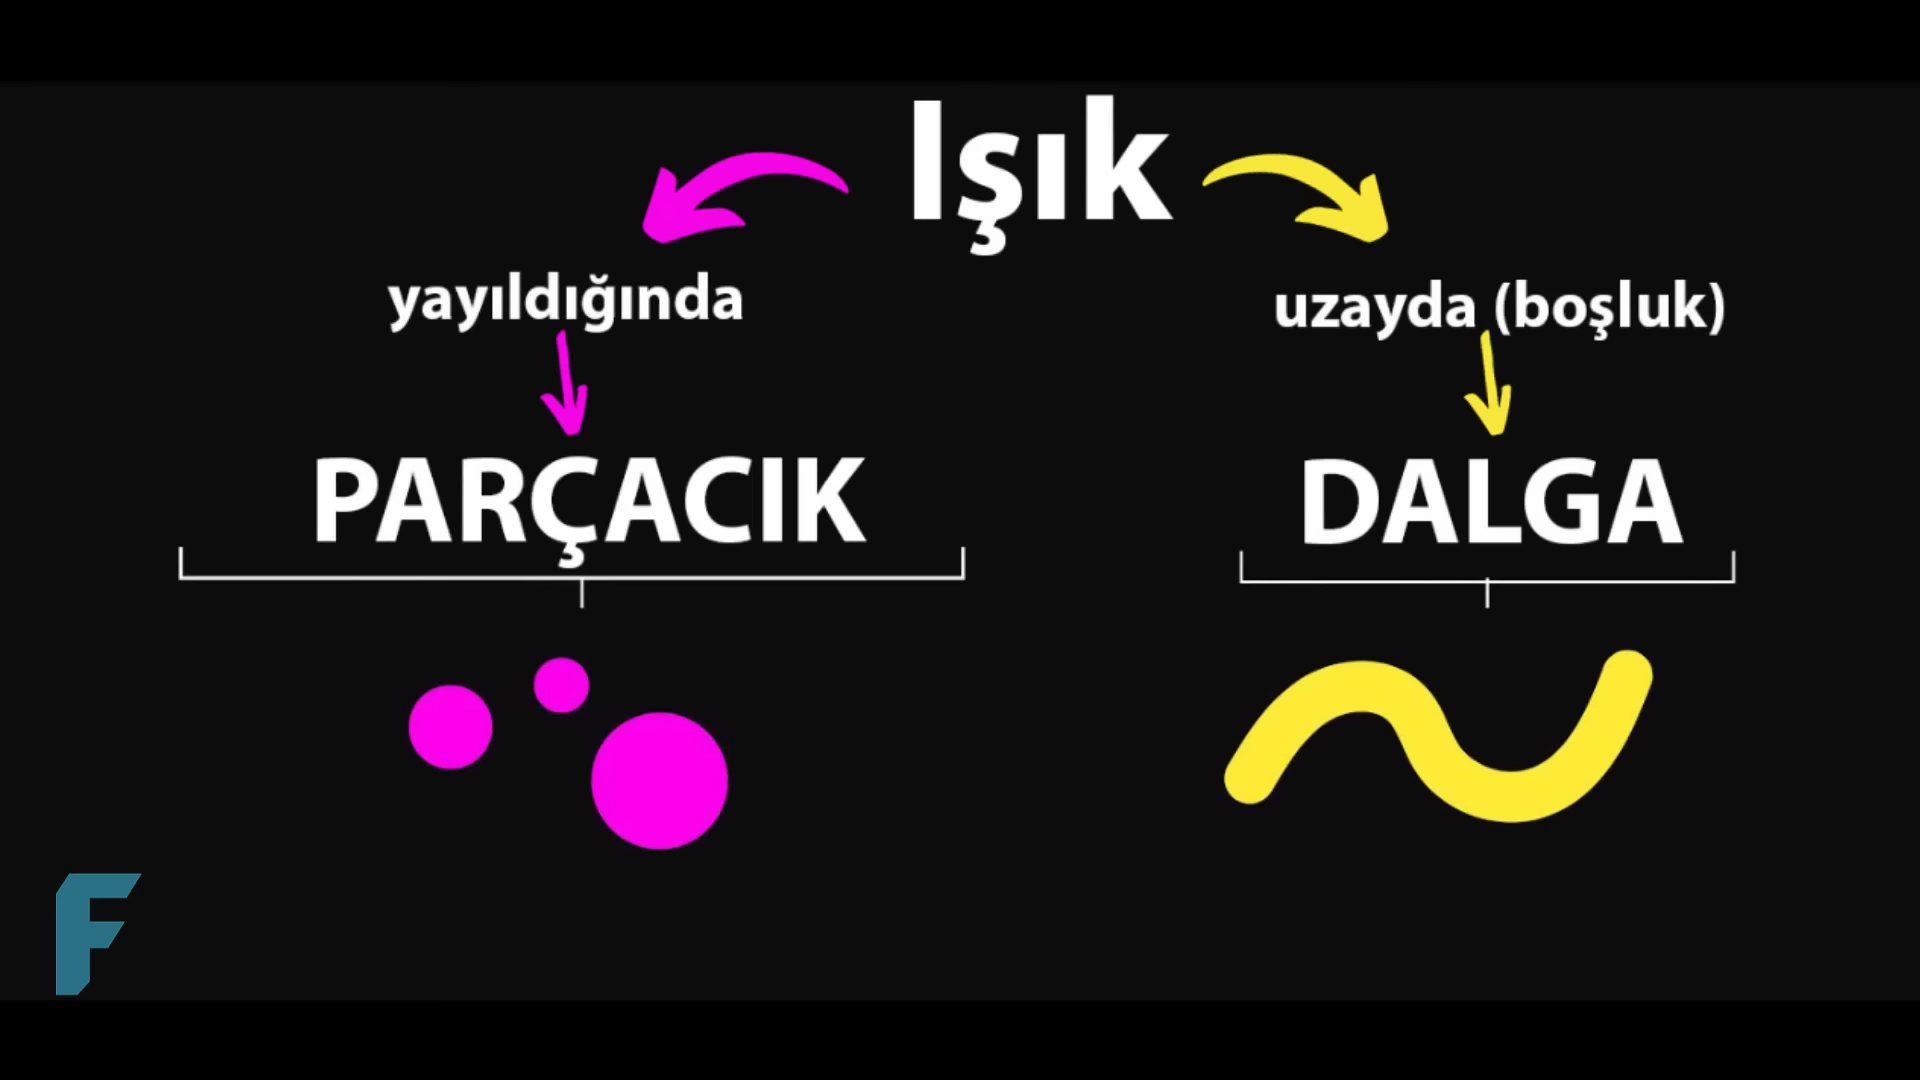 Işık
yayıldığında
uzayda (boşluk)
PARÇACIK
DALGA
F